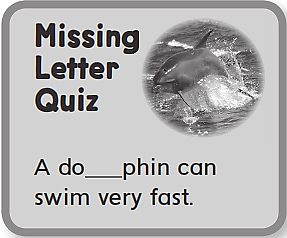 Missing
Letter
Quiz
A do___phin can
swim very fast.